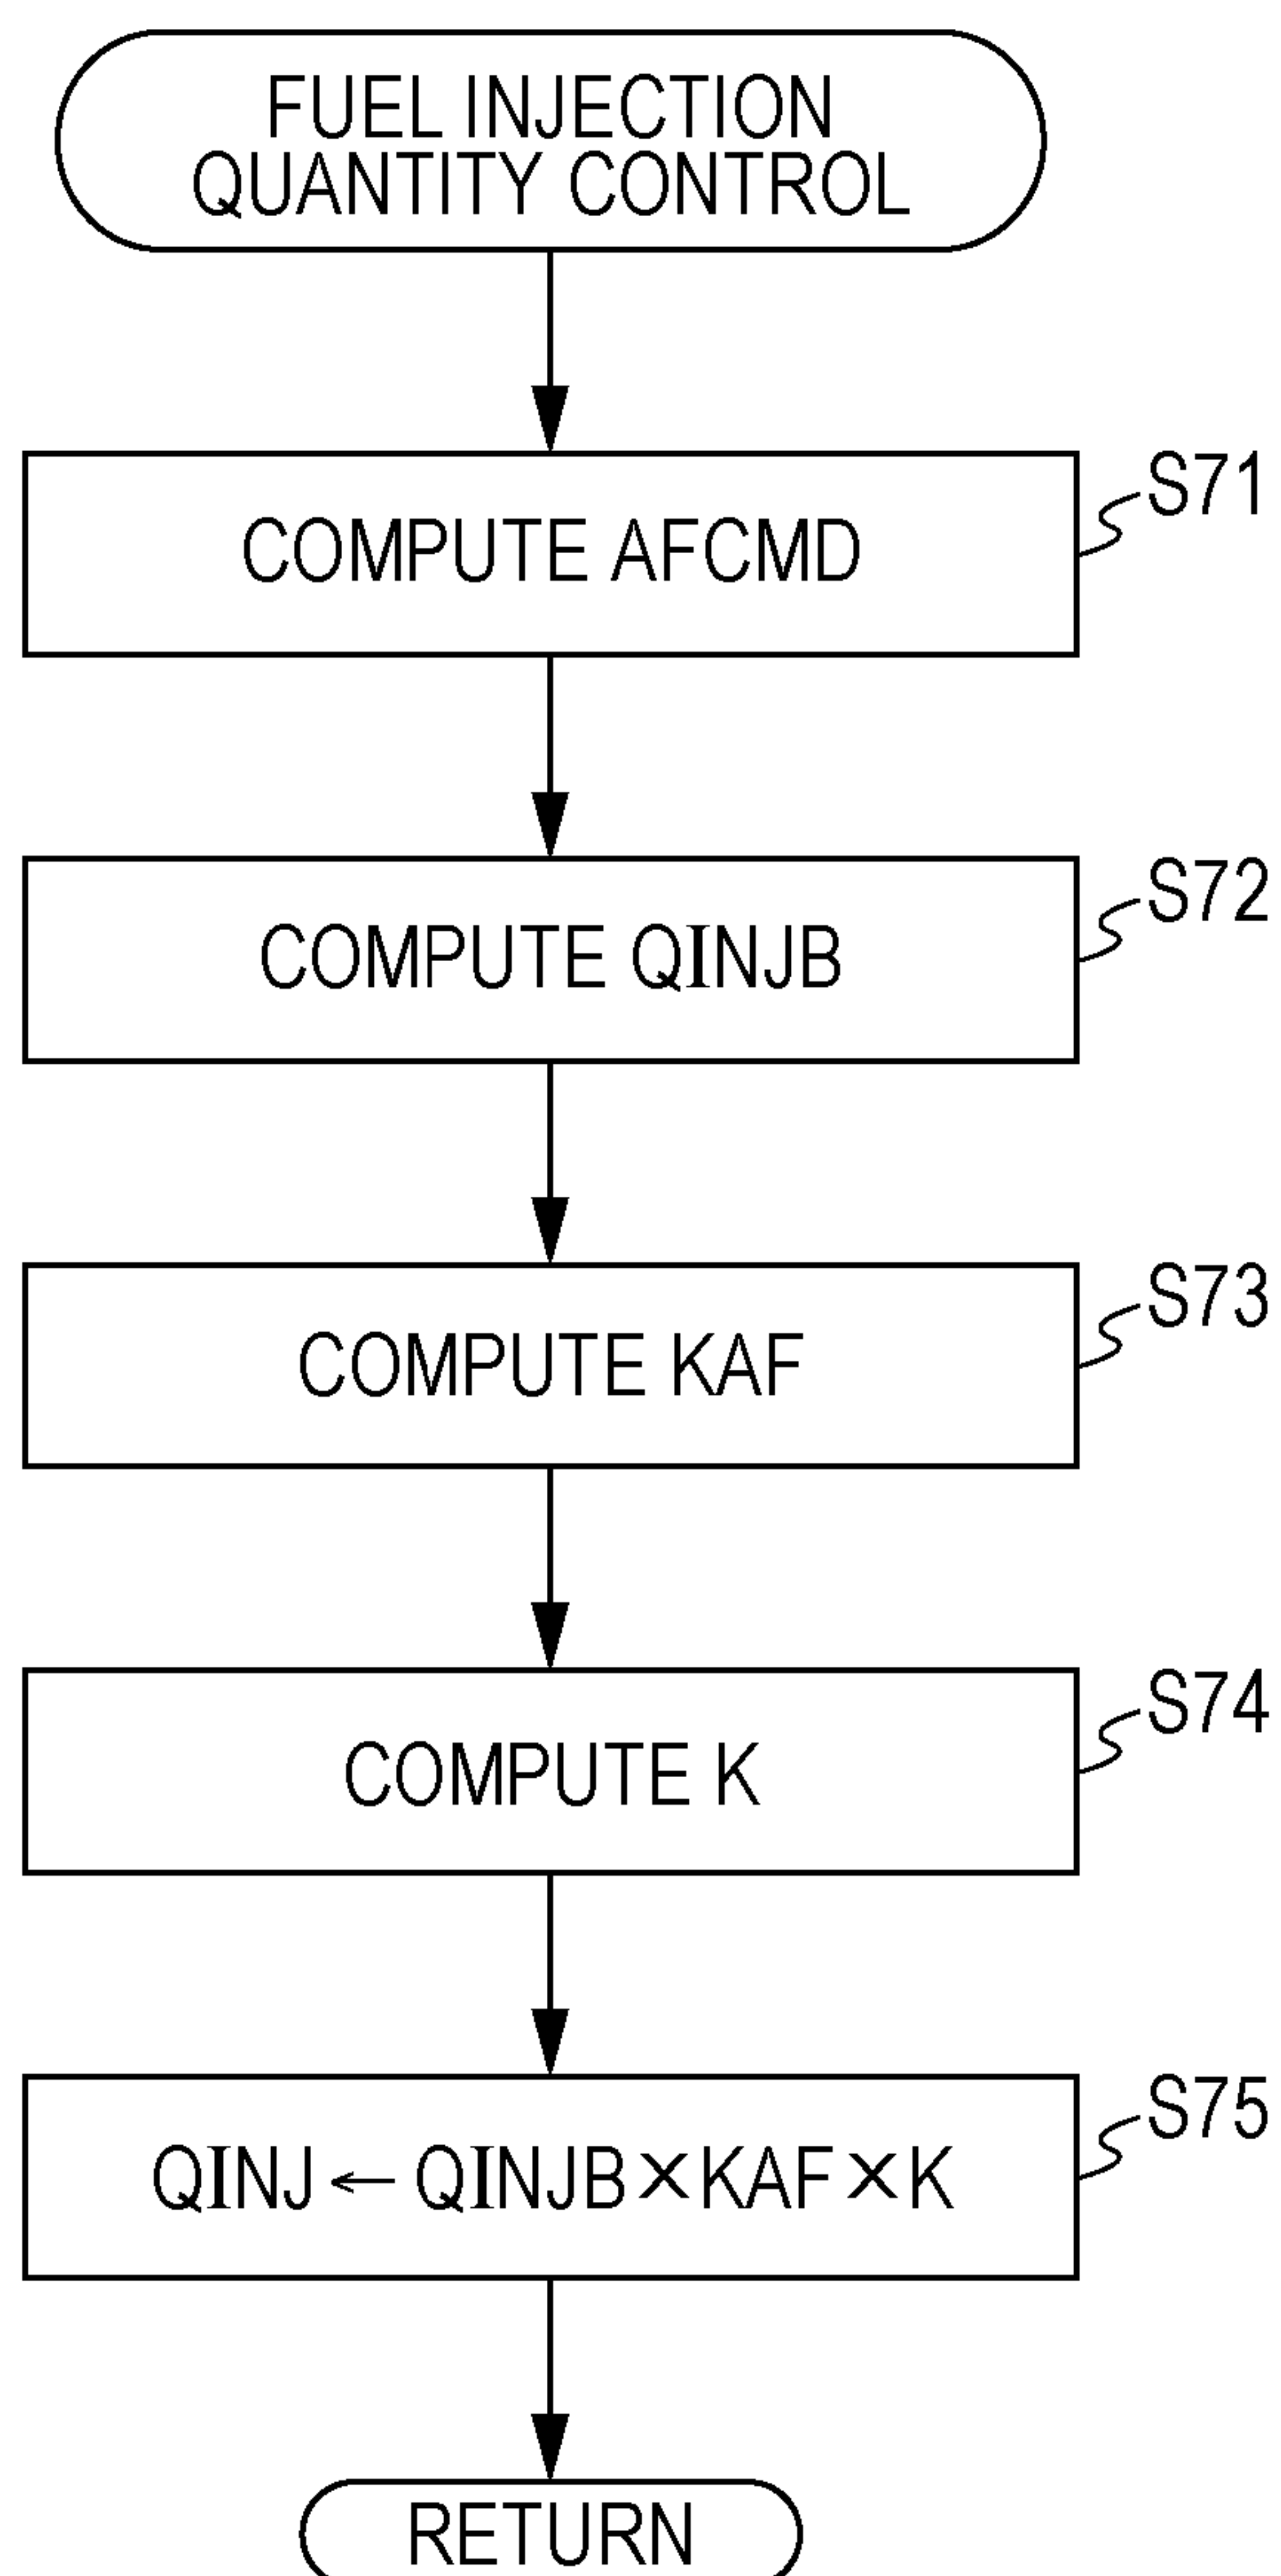 FUEL INJECTION
QUANTITY CONTROL
S71
COMPUTE AFCMD
S72
COMPUTE QINJB
S73
COMPUTE KAF
S74
COMPUTE K
S75
QINJ ← QINJB×KAF×K
RETURN